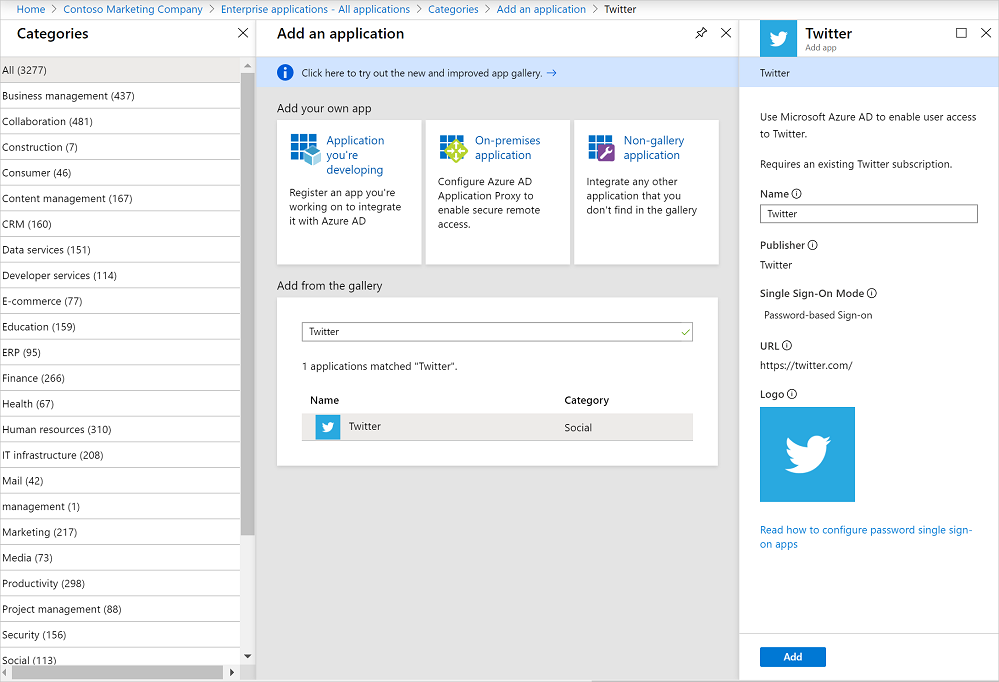 Home > Contoso Marketing Company > Enterprise applications - All applications > Categories > Add an application > Twitter
Categories
All (3277)
Business management (437)
Collaboration (481)
Construction (7)
Consumer (46)
Content management (167)
CRM (160)
Data services (151)
Developer services (114)
E-commerce (77)
Education (159)
ERP (95)
Finance (266)
Health (67)
Human resources (310)
IT infrastructure (208)
Mail (42)
management (1)
Marketing (217)
Media (73)
Productivity (298)
Project management (88)
Security (156)
Social (113)
Add an application
Click here to try out the new and improved app gallery. →
Add your own app
Application
you're
developing
Register an app you're
working on to integrate
it with Azure AD
On-premises
application
Configure Azure AD
Application Proxy to
enable secure remote
access.
Non-gallery
application
Integrate any other
application that you
don't find in the gallery
Add from the gallery
Twitter
1 applications matched "Twitter".
Name Category
Twitter Social
Twitter
Add app
Twitter
Use Microsoft Azure AD to enable user access
to Twitter.
Requires an existing Twitter subscription.
Name
Twitter
Publisher
Twitter
Single Sign-On Mode
Password-based Sign-on
URL
https://twitter.com/
Logo
Read how to configure password single sign-
on apps
Add